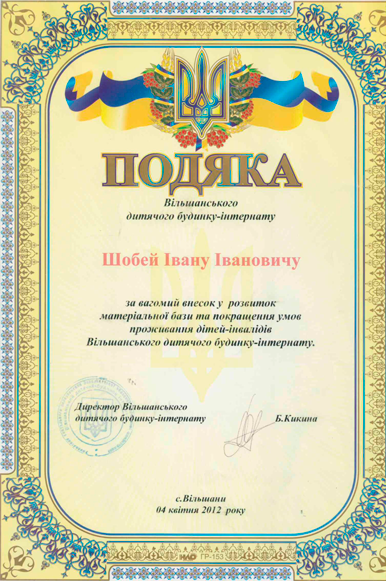 ПОДЯКА
Вільшанського
дитячого будинку-інтернату
Шобей Івану Івановичу
за вагомий внесок у розвиток
матеріальної бази та покращення умов
проживання дітей-інвалідів
Вільшанського дитячого будинку-інтернату.
Директор Вільшанського
дитячого будинку-інтернату
Б.Кикина
с.Вільшани
04 квітня 2012 року
ГР-153